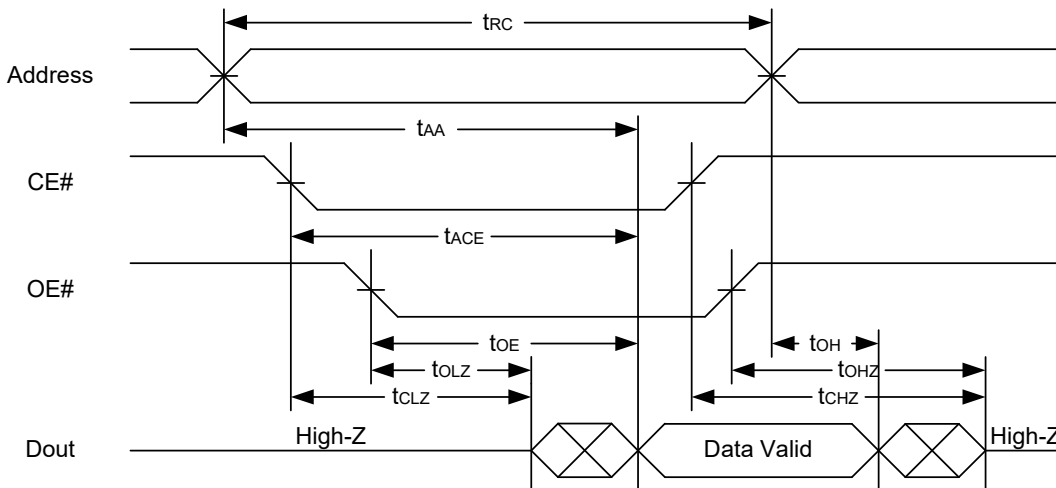 tRC
Address
tAA
CE#
tACE
OE#
tOE
tOH
tOLZ
tOHZ
tCLZ
tCHZ
Dout
High-Z
Data Valid
High-Z